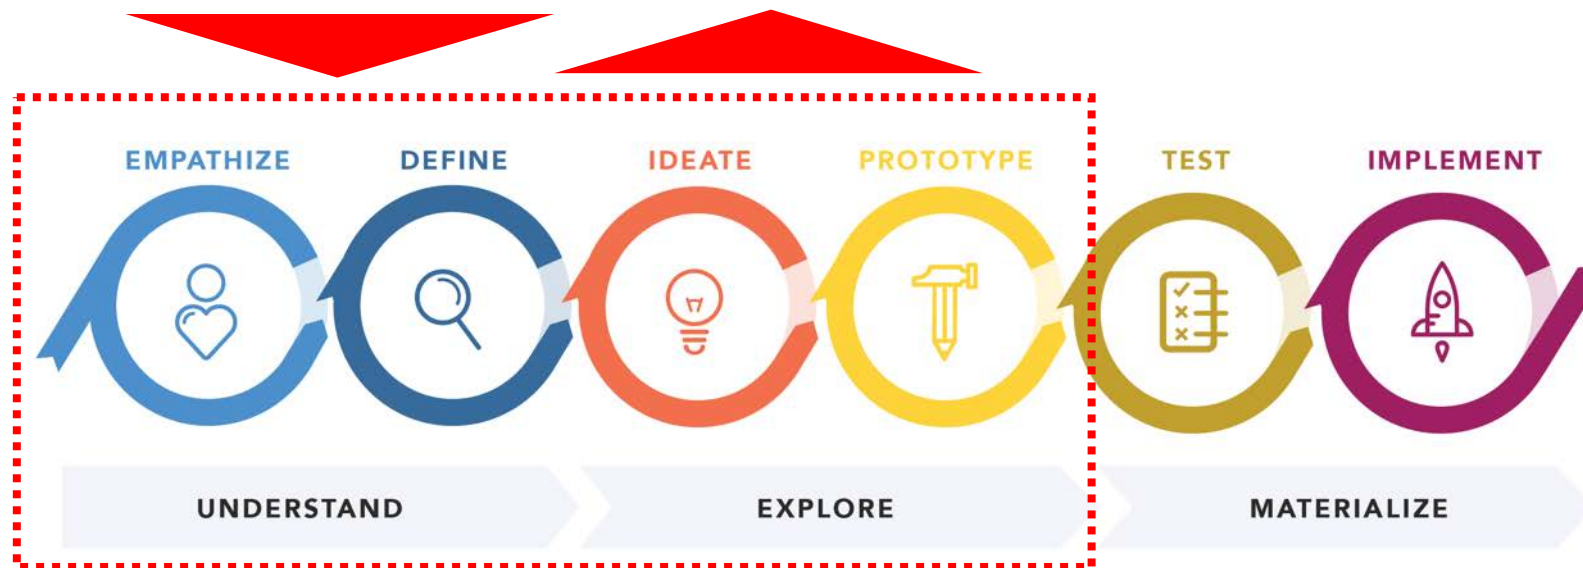 EMPATHIZE
DEFINE
IDEATE
PROTOTYPE
TEST
IMPLEMENT
UNDERSTAND
EXPLORE
MATERIALIZE